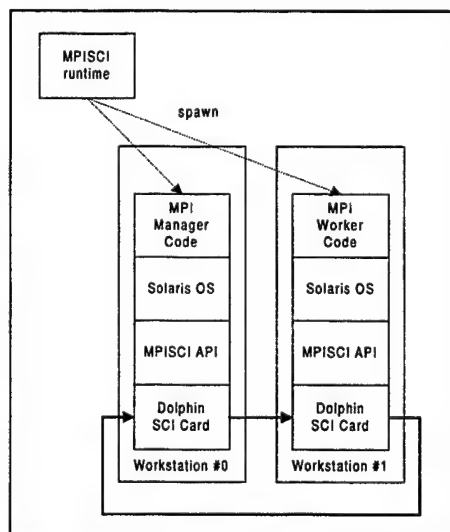 MPISCI
runtime
spawn
MPI
Manager
Code
Solaris OS
MPISCI API
Dolphin
SCI Card
Workstation #0
MPI
Worker
Code
Solaris OS
MPISCI API
Dolphin
SCI Card
Workstation #1